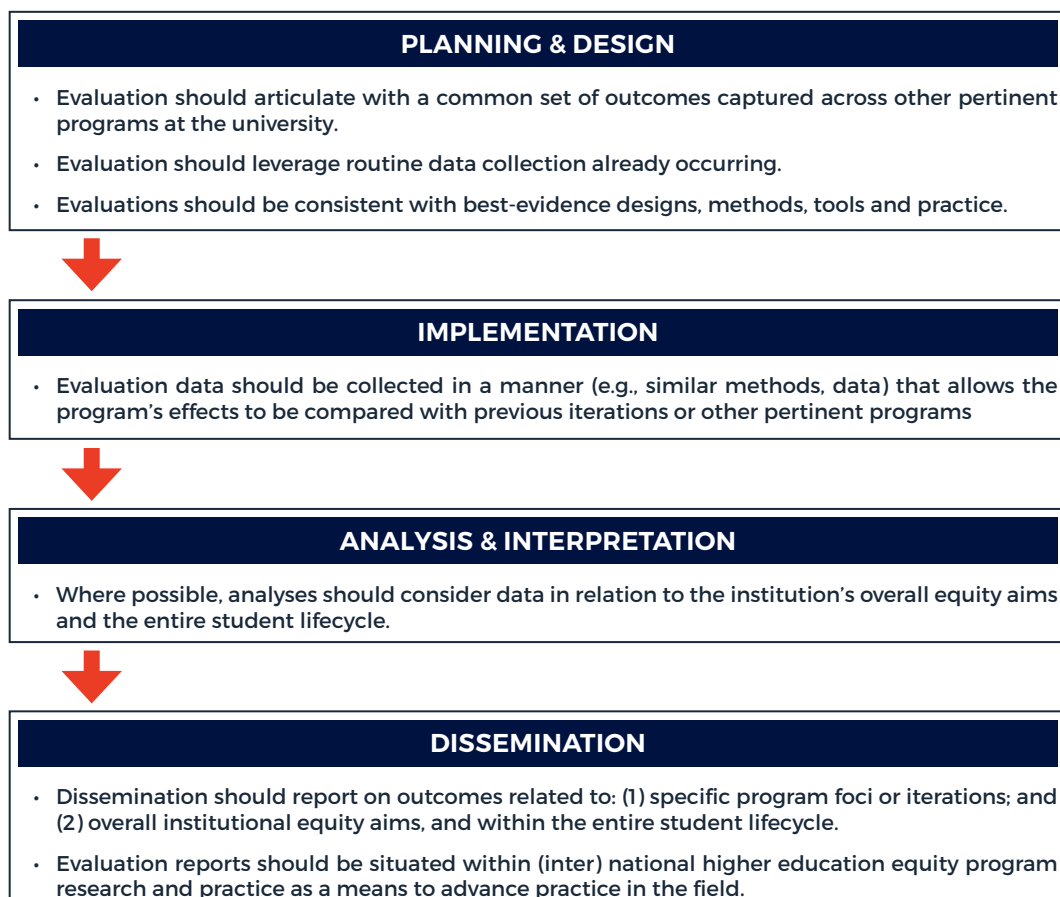 PLANNING & DESIGN
• Evaluation should articulate with a common set of outcomes captured across other pertinent
programs at the university.
• Evaluation should leverage routine data collection already occurring.
• Evaluations should be consistent with best-evidence designs, methods, tools and practice.
IMPLEMENTATION
• Evaluation data should be collected in a manner (e.g., similar methods, data) that allows the
program's effects to be compared with previous iterations or other pertinent programs
ANALYSIS & INTERPRETATION
• Where possible, analyses should consider data in relation to the institution's overall equity aims
and the entire student lifecycle.
DISSEMINATION
• Dissemination should report on outcomes related to: (1) specific program foci or iterations; and
(2) overall institutional equity aims, and within the entire student lifecycle.
• Evaluation reports should be situated within (inter) national higher education equity program
research and practice as a means to advance practice in the field.